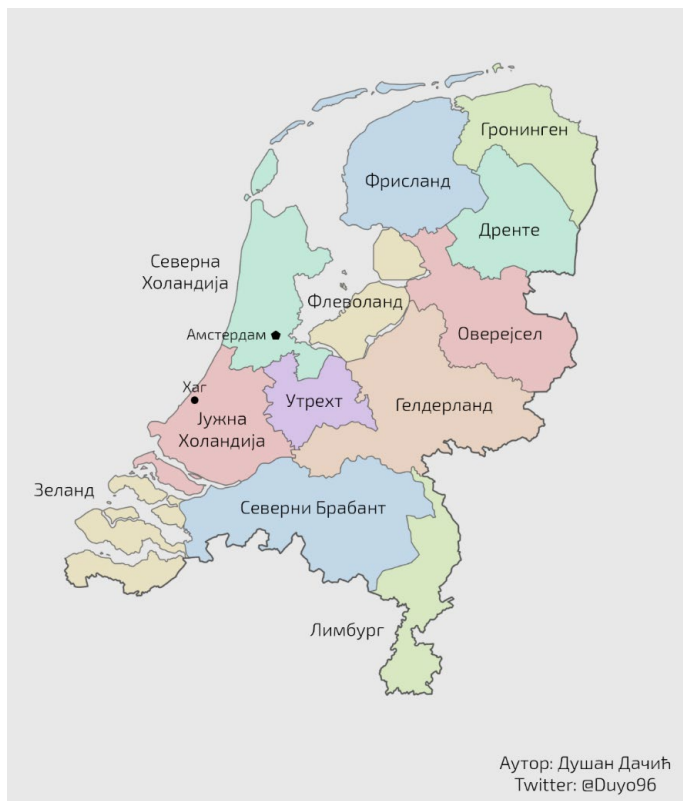 Гронинген
Фрисланд
Дренте
Северна
Холандија
Флеволанд
Амстердам
Оверејсел
Хаг
Утрехт
Гелдерланд
Јужна
Холандија
Зеланд
Северни Брабант
Лимбург
Аутор: Душан Дачић
Twitter: @Duyo96